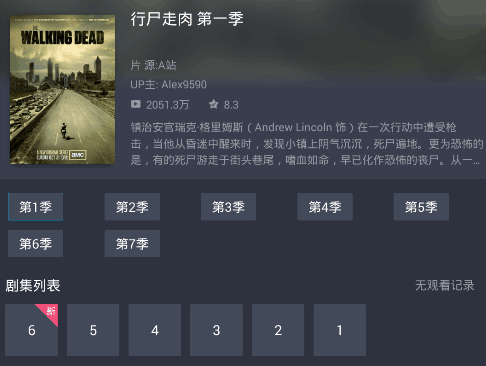 行尸走肉 第一季
THE
WALKING DEAD
amc
片 源:A站
UP主: Alex9590
2051.3万 8.3
镇治安官瑞克·格里姆斯（Andrew Lincoln 饰）在一次行动中遭受枪
击，当他从昏迷中醒来时，发现小镇上阴气沉沉，死尸遍地。更为恐怖的
是，有的死尸游走于街头巷尾，嗜血如命，早已化作恐怖的丧尸。从一...
第1季 第2季 第3季 第4季 第5季
第6季 第7季
剧集列表 无观看记录
6 新 5 4 3 2 1